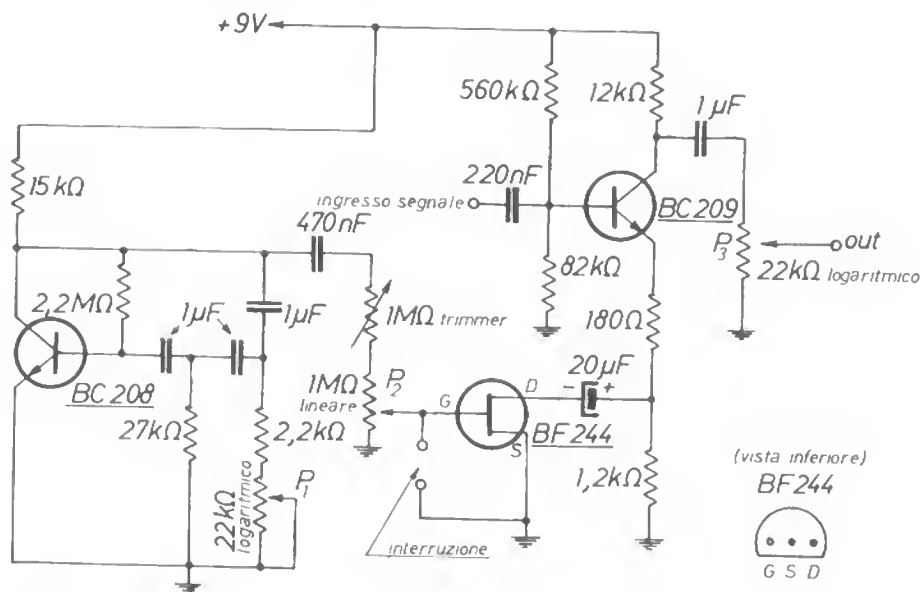 +9V
560kΩ
12kΩ
1µF
15kΩ
220nF
ingresso segnale
BC209
470nF
P3
out
22kΩ logaritmico
82kΩ
2,2MΩ
1µF
1µF
1MΩ trimmer
180Ω
BC208
P2
1MΩ
lineare
20µF
- +
G
D
S
BF244
27kΩ
2,2kΩ
22kΩ
logaritmico
P1
1,2kΩ
interruzione
(vista inferiore)
BF244
G S D